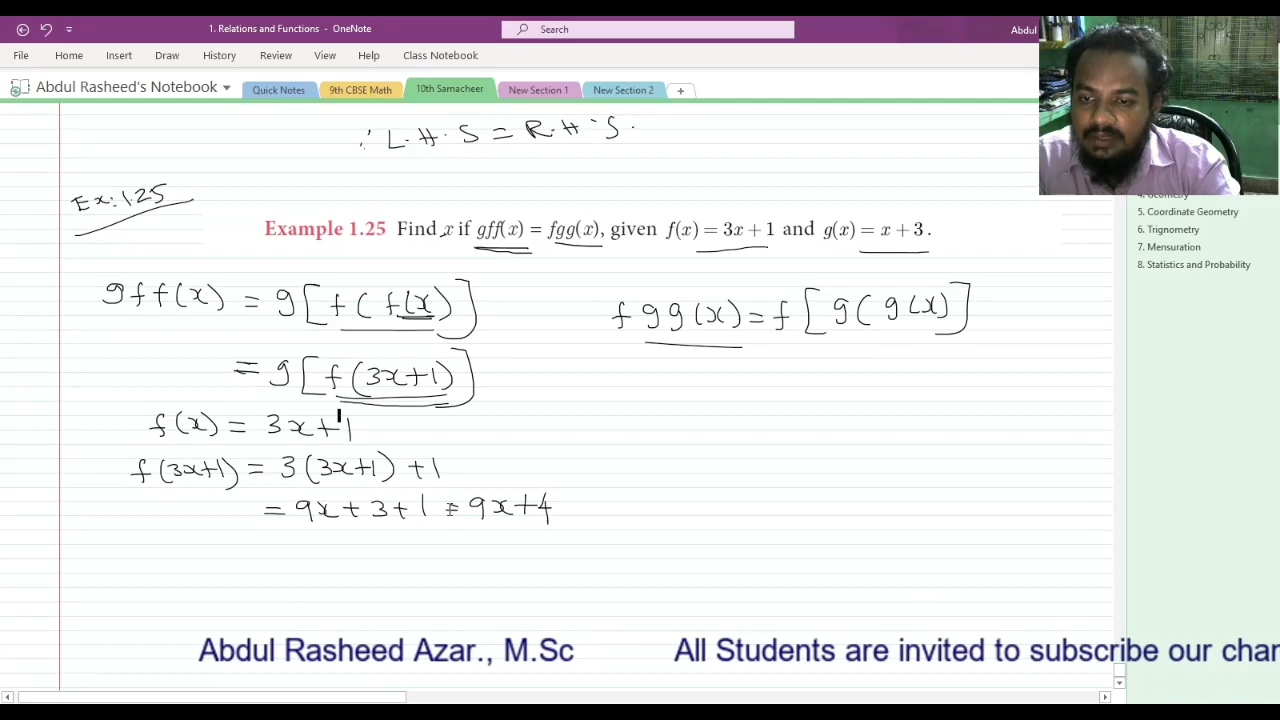 1. Relations and Functions - OneNote
Search
Abdul
File Home Insert Draw History Review View Help Class Notebook
Abdul Rasheed's Notebook
Quick Notes 9th CBSE Math 10th Samacheer New Section 1 New Section 2 +
∴ L.H.S = R.H.S.
Ex: 1.25
Example 1.25 Find x if gff(x) = fgg(x), given f(x) = 3x + 1 and g(x) = x + 3.
gff(x) = g[f(f(x))]
= g[f(3x+1)]
f(x) = 3x+1
f(3x+1) = 3(3x+1) +1
= 9x+3+1 = 9x+4
fgg(x) = f[g(g(x)]
5. Coordinate Geometry
6. Trignometry
7. Mensuration
8. Statistics and Probability
Abdul Rasheed Azar., M.Sc All Students are invited to subscribe our